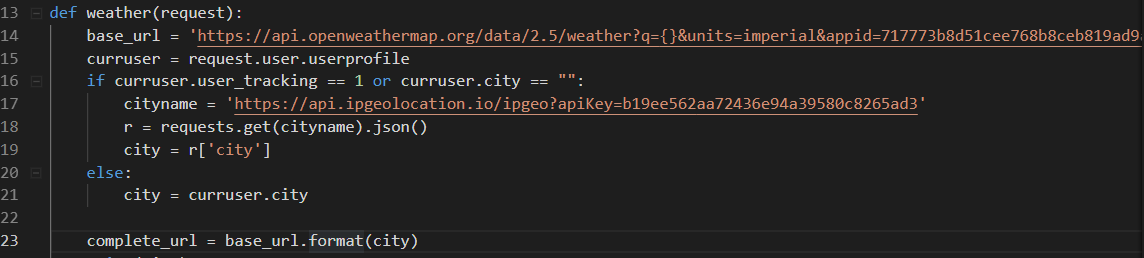 13 def weather(request):
14 base_url = 'https://api.openweathermap.org/data/2.5/weather?q={}&units=imperial&appid=717773b8d51cee768b8ceb819ad9
15 curruser = request.user.userprofile
16 if curruser.user_tracking == 1 or curruser.city == "":
17 cityname = 'https://api.ipgeolocation.io/ipgeo?apiKey=b19ee562aa72436e94a39580c8265ad3'
18 r = requests.get(cityname).json()
19 city = r['city']
20 else:
21 city = curruser.city
22
23 complete_url = base_url.format(city)